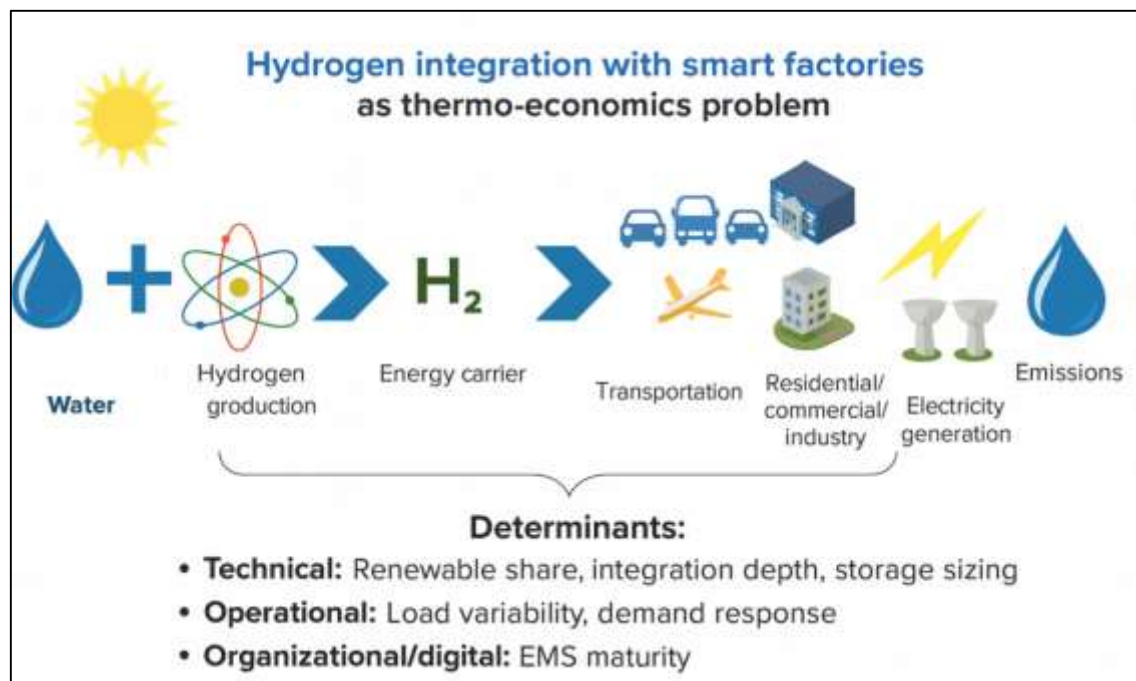 Hydrogen integration with smart factories
as thermo-economics problem
H₂
Water
Hydrogen
groduction
Energy carrier
Transportation
Residential/
commercial/
industry
Electricity
generation
Emissions
Determinants:
• Technical: Renewable share, integration depth, storage sizing
• Operational: Load variability, demand response
• Organizational/digital: EMS maturity